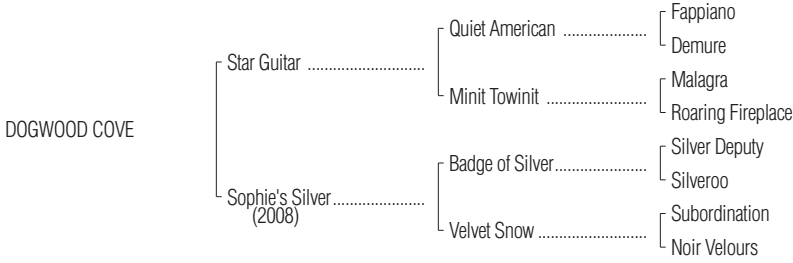 Fappiano
Quiet American ....................
Demure
Star Guitar ............................
Malagra
Minit Towinit ........................
Roaring Fireplace
DOGWOOD COVE
Silver Deputy
Badge of Silver......................
Silveroo
Sophie's Silver......................
(2008)
Subordination
Velvet Snow ..........................
Noir Velours